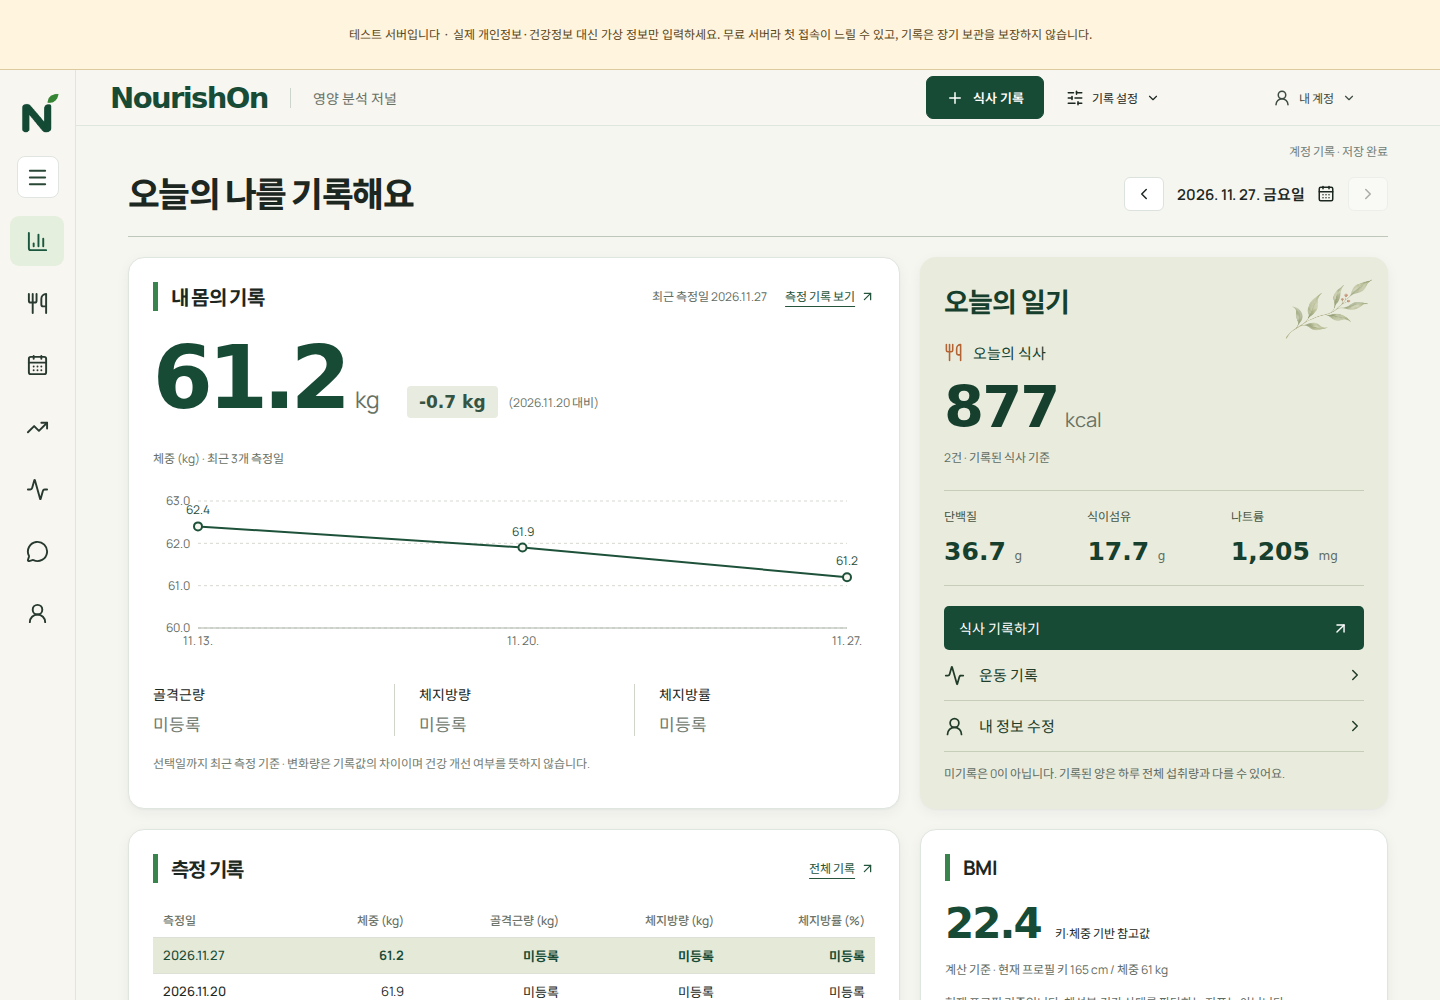 테스트 서버입니다 · 실제 개인정보·건강정보 대신 가상 정보만 입력하세요. 무료 서버라 첫 접속이 느릴 수 있고, 기록은 장기 보관을 보장하지 않습니다.
N
NourishOn
영양 분석 저널
식사 기록
기록 설정
내 계정
계정 기록 · 저장 완료
오늘의 나를 기록해요
2026. 11. 27. 금요일
내 몸의 기록
최근 측정일 2026.11.27
측정 기록 보기
61.2 kg
-0.7 kg
(2026.11.20 대비)
체중 (kg) · 최근 3개 측정일
63.0
62.4
62.0
61.9
61.2
61.0
60.0
11. 13.
11. 20.
11. 27.
골격근량
미등록
체지방량
미등록
체지방률
미등록
선택일까지 최근 측정 기준 · 변화량은 기록값의 차이이며 건강 개선 여부를 뜻하지 않습니다.
오늘의 일기
오늘의 식사
877 kcal
2건 · 기록된 식사 기준
단백질
36.7 g
식이섬유
17.7 g
나트륨
1,205 mg
식사 기록하기
운동 기록
내 정보 수정
미기록은 0이 아닙니다. 기록된 양은 하루 전체 섭취량과 다를 수 있어요.
측정 기록
전체 기록
측정일 체중 (kg) 골격근량 (kg) 체지방량 (kg) 체지방률 (%)
2026.11.27 61.2 미등록 미등록 미등록
2026.11.20 61.9 미등록 미등록 미등록
BMI
22.4
키·체중 기반 참고값
계산 기준 · 현재 프로필 키 165 cm / 체중 61 kg